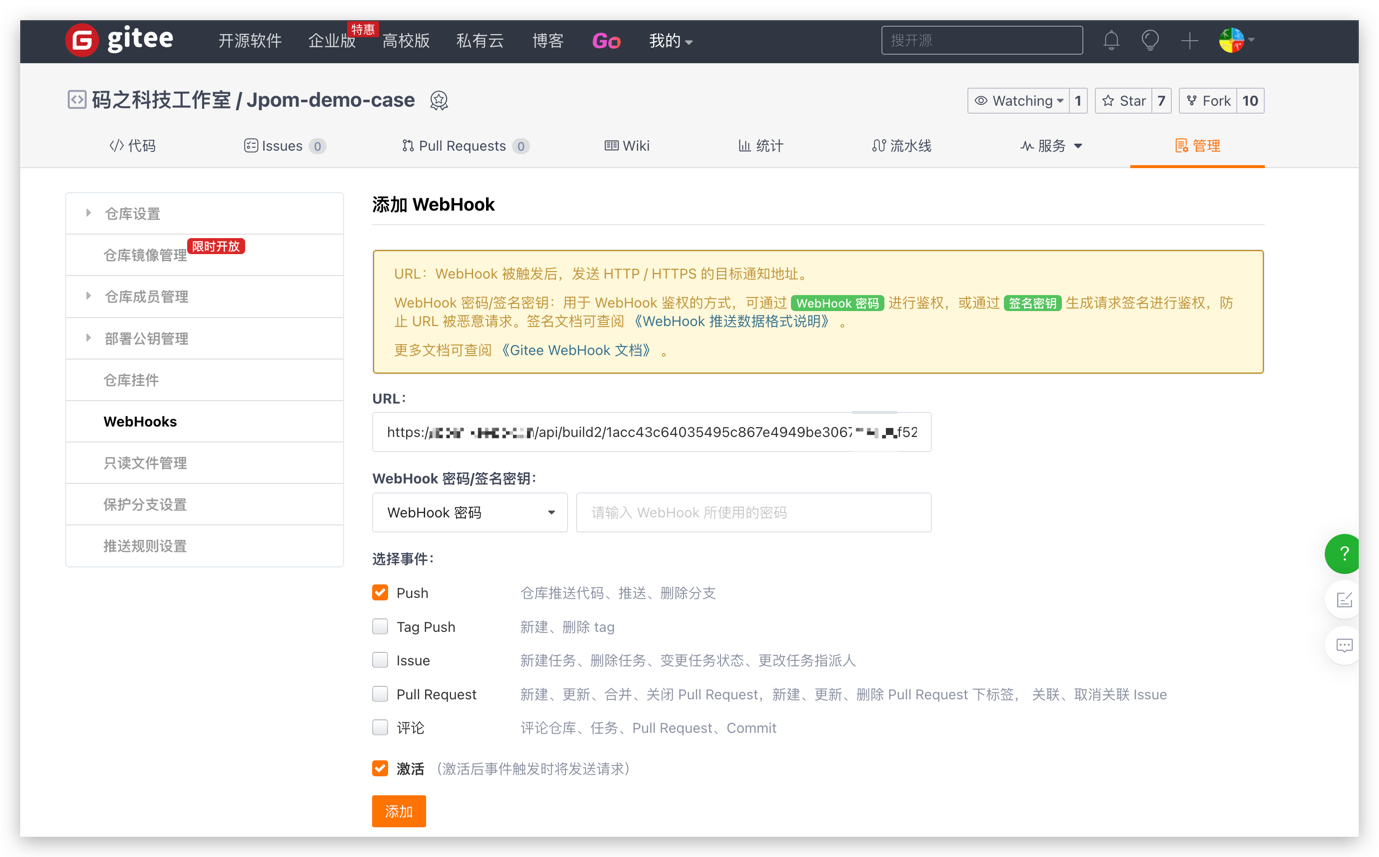 gitee
开源软件 企业版 特惠 高校版 私有云 博客 Go 我的 搜开源
码之科技工作室 / Jpom-demo-case Watching 1 Star 7 Fork 10
代码 Issues 0 Pull Requests 0 Wiki 统计 流水线 服务 管理
仓库设置
仓库镜像管理 限时开放
仓库成员管理
部署公钥管理
仓库挂件
WebHooks
只读文件管理
保护分支设置
推送规则设置
添加 WebHook
URL：WebHook 被触发后，发送 HTTP / HTTPS 的目标通知地址。
WebHook 密码/签名密钥：用于 WebHook 鉴权的方式，可通过 WebHook 密码 进行鉴权，或通过 签名密钥 生成请求签名进行鉴权，防
止 URL 被恶意请求。签名文档可查阅 《WebHook 推送数据格式说明》 。
更多文档可查阅 《Gitee WebHook 文档》 。
URL：
https:/ /api/build2/1acc43c64035495c867e4949be3067 f52
WebHook 密码/签名密钥：
WebHook 密码 请输入 WebHook 所使用的密码
选择事件：
Push 仓库推送代码、推送、删除分支
Tag Push 新建、删除 tag
Issue 新建任务、删除任务、变更任务状态、更改任务指派人
Pull Request 新建、更新、合并、关闭 Pull Request，新建、更新、删除 Pull Request 下标签， 关联、取消关联 Issue
评论 评论仓库、任务、Pull Request、Commit
激活 （激活后事件触发时将发送请求）
添加